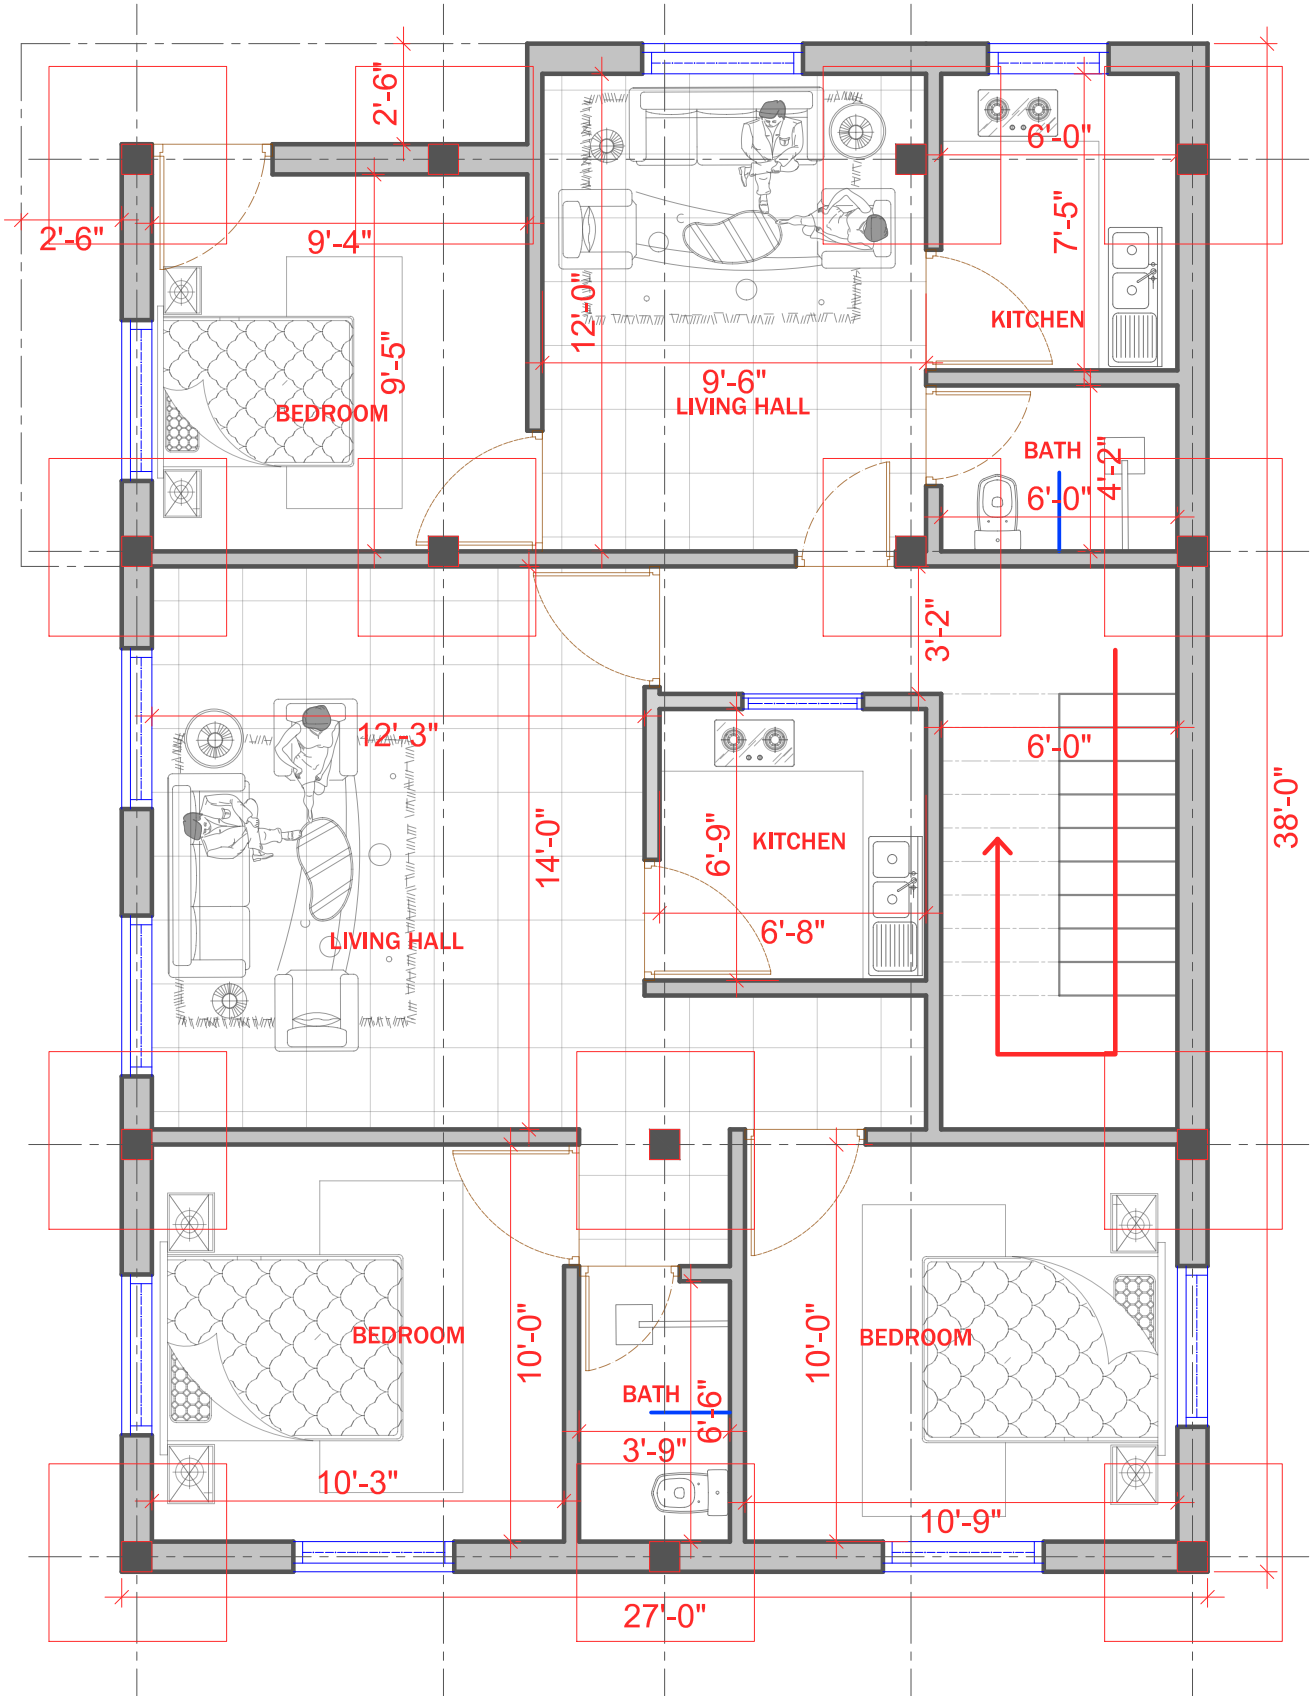 2'-6"
6'-0"
2'-6"
9'-4"
7'-5"
12'-0"
KITCHEN
9'-5"
9'-6"
BEDROOM
LIVING HALL
BATH
4'-2"
6'-0"
3'-2"
12'-3"
6'-0"
38'-0"
14'-0"
6'-9"
KITCHEN
6'-8"
LIVING HALL
10'-0"
10'-0"
BEDROOM
BEDROOM
BATH
6'-6"
3'-9"
10'-3"
10'-9"
27'-0"